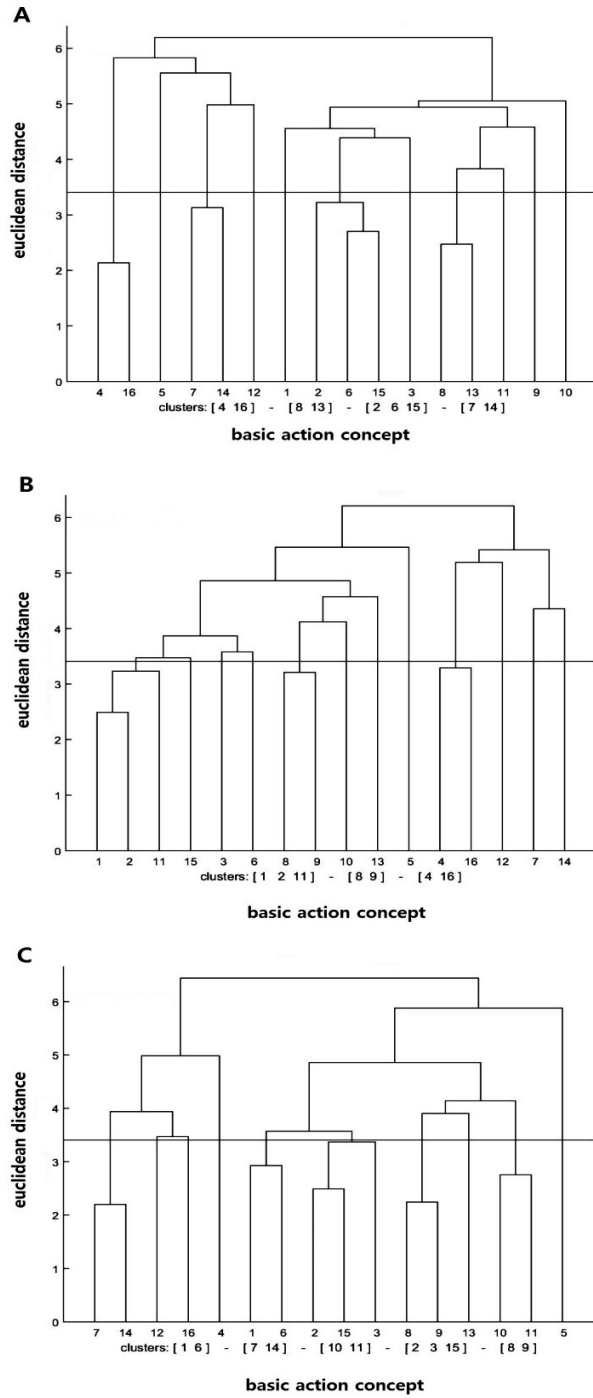 A
6
5
4
3
2
1
0
euclidean distance
4 16 5 7 14 12 1 2 6 15 3 8 13 11 9 10
clusters: [ 4 16 ] - [ 8 13 ] - [ 2 6 15 ] - [ 7 14 ]
basic action concept
B
6
5
4
3
2
1
0
euclidean distance
1 2 11 15 3 6 8 9 10 13 5 4 16 12 7 14
clusters: [ 1 2 11 ] - [ 8 9 ] - [ 4 16 ]
basic action concept
C
6
5
4
3
2
1
0
euclidean distance
7 14 12 16 4 1 6 2 15 3 8 9 13 10 11 5
clusters: [ 1 6 ] - [ 7 14 ] - [ 10 11 ] - [ 2 3 15 ] - [ 8 9 ]
basic action concept